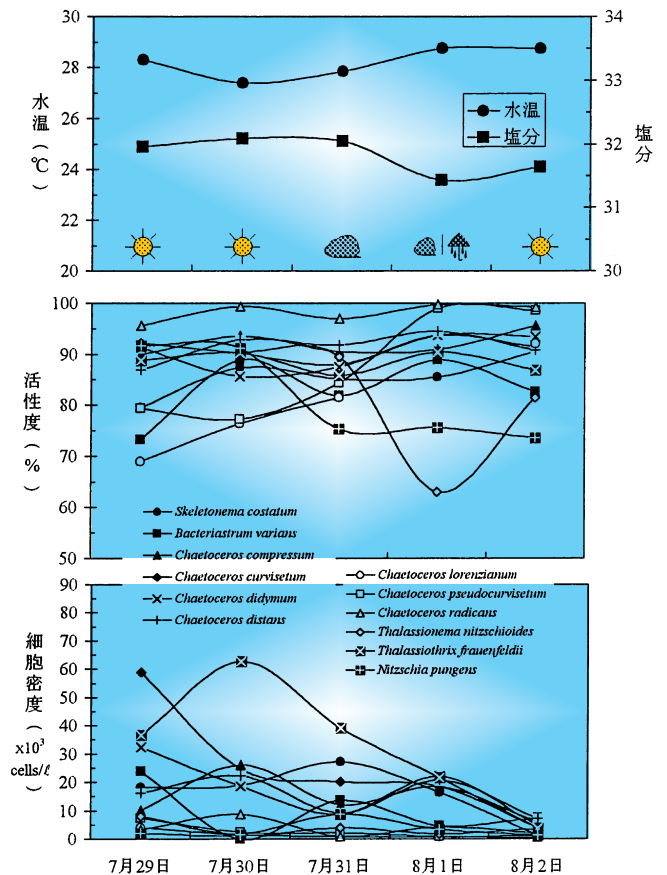 30
28
26
24
22
20
水温(℃)
34
33
32
31
30
塩分
水温
塩分
100
90
80
70
60
50
活性度(%)
Skeletonema costatum
Bacteriastrum varians
Chaetoceros compressum
Chaetoceros curvisetum
Chaetoceros didymum
Chaetoceros distans
Chaetoceros lorenzianum
Chaetoceros pseudocurvisetum
Chaetoceros radicans
Thalassionema nitzschioides
Thalassiothrix frauenfeldii
Nitzschia pungens
90
80
70
60
50
40
30
20
10
0
細胞密度(
x10³
cells/ℓ
)
7月29日 7月30日 7月31日 8月1日 8月2日